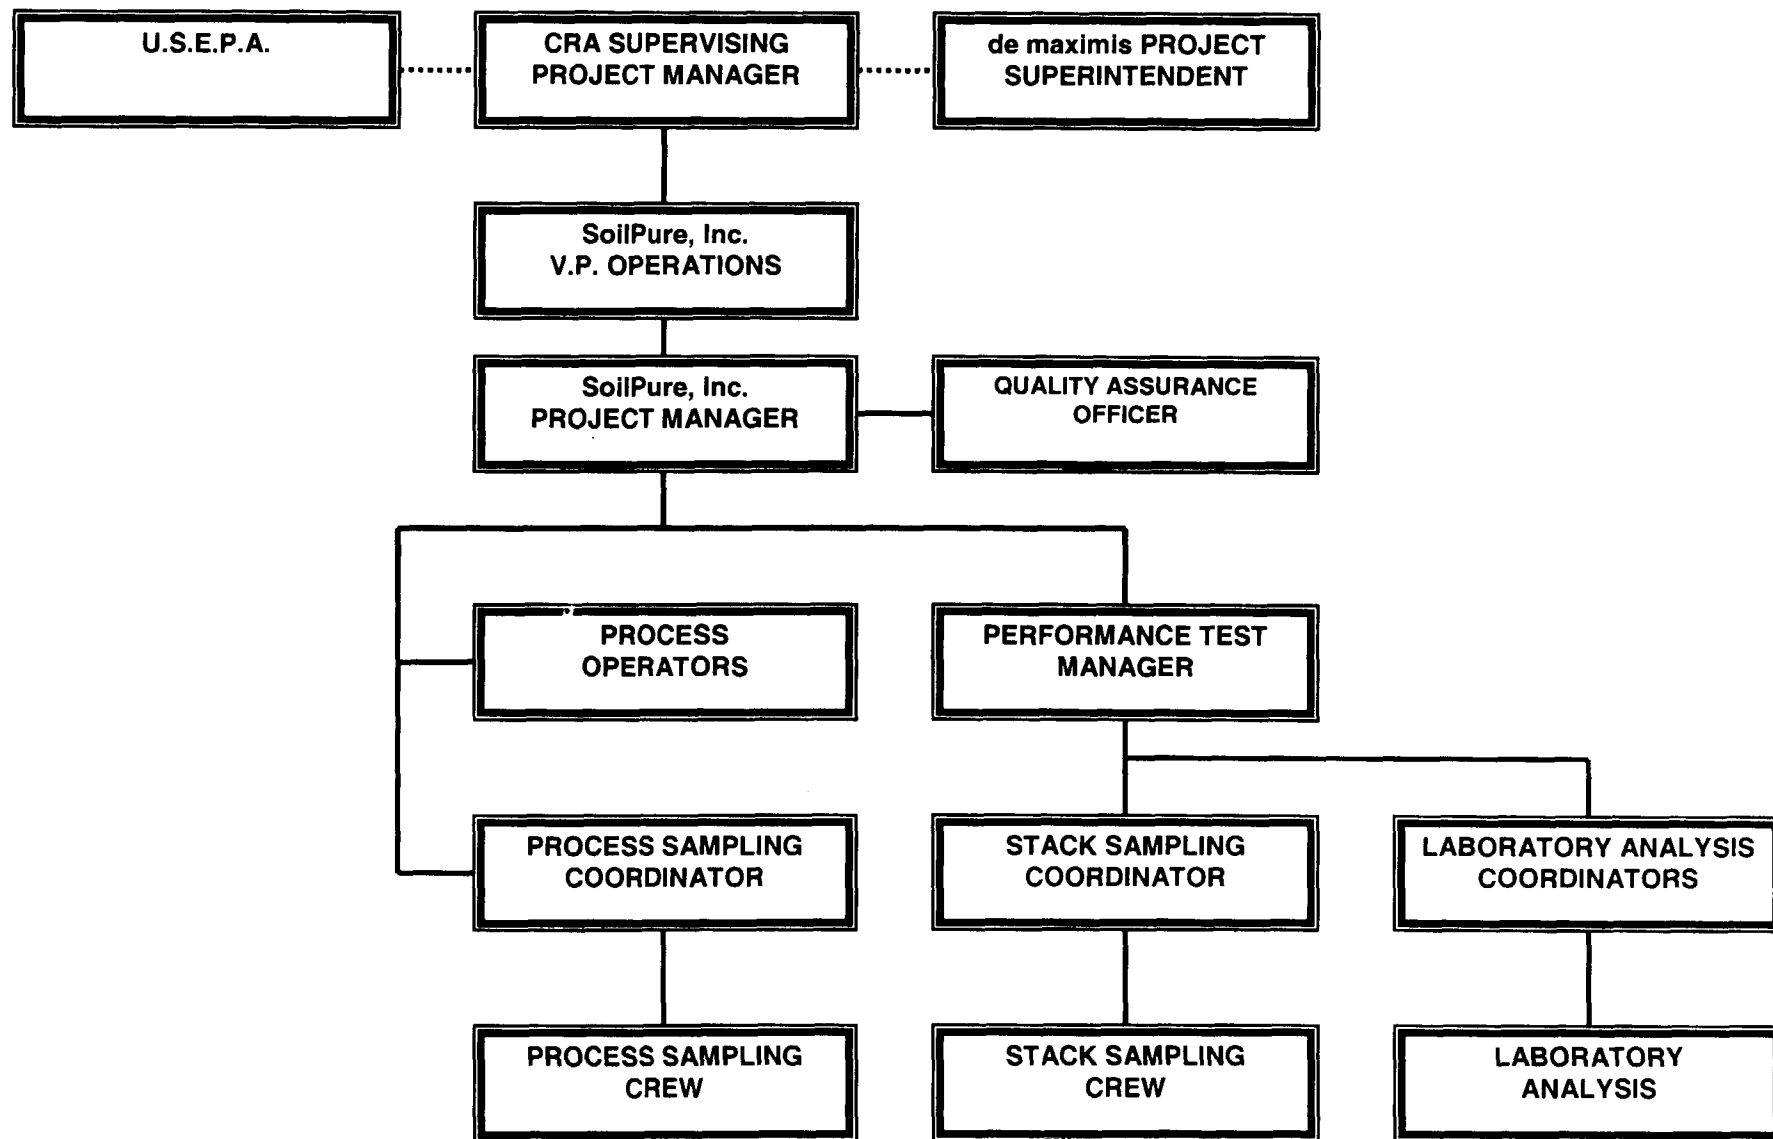 U.S.E.P.A.
CRA SUPERVISING
PROJECT MANAGER
de maximis PROJECT
SUPERINTENDENT
SoilPure, Inc.
V.P. OPERATIONS
SoilPure, Inc.
PROJECT MANAGER
QUALITY ASSURANCE
OFFICER
PROCESS
OPERATORS
PERFORMANCE TEST
MANAGER
PROCESS SAMPLING
COORDINATOR
STACK SAMPLING
COORDINATOR
LABORATORY ANALYSIS
COORDINATORS
PROCESS SAMPLING
CREW
STACK SAMPLING
CREW
LABORATORY
ANALYSIS